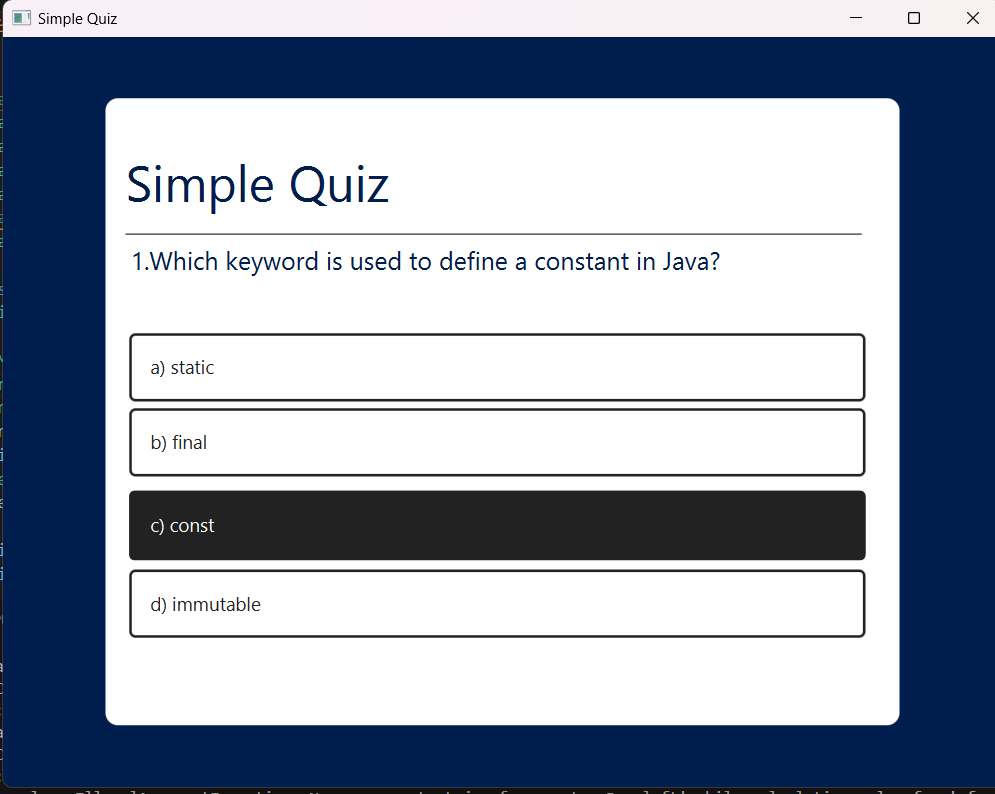 Simple Quiz
Simple Quiz
1.Which keyword is used to define a constant in Java?
a) static
b) final
c) const
d) immutable